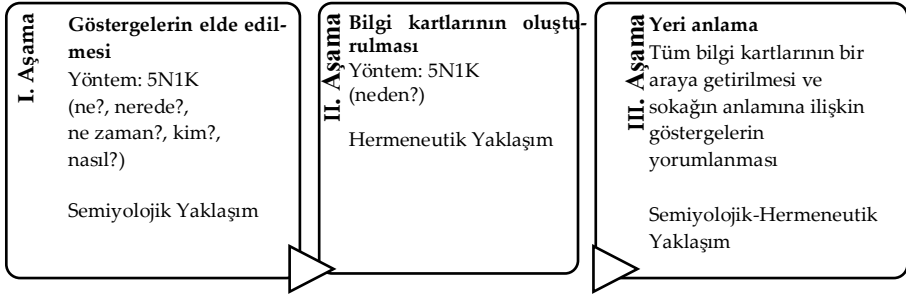 I. Aşama
Göstergelerin elde edil-
mesi
Yöntem: 5N1K
(ne?, nerede?,
ne zaman?, kim?,
nasıl?)
Semiyolojik Yaklaşım
II. Aşama
Bilgi kartlarının oluştu-
rulması
Yöntem: 5N1K
(neden?)
Hermeneutik Yaklaşım
III. Aşama
Yeri anlama
Tüm bilgi kartlarının bir
araya getirilmesi ve
sokağın anlamına ilişkin
göstergelerin
yorumlanması
Semiyolojik-Hermeneutik
Yaklaşım